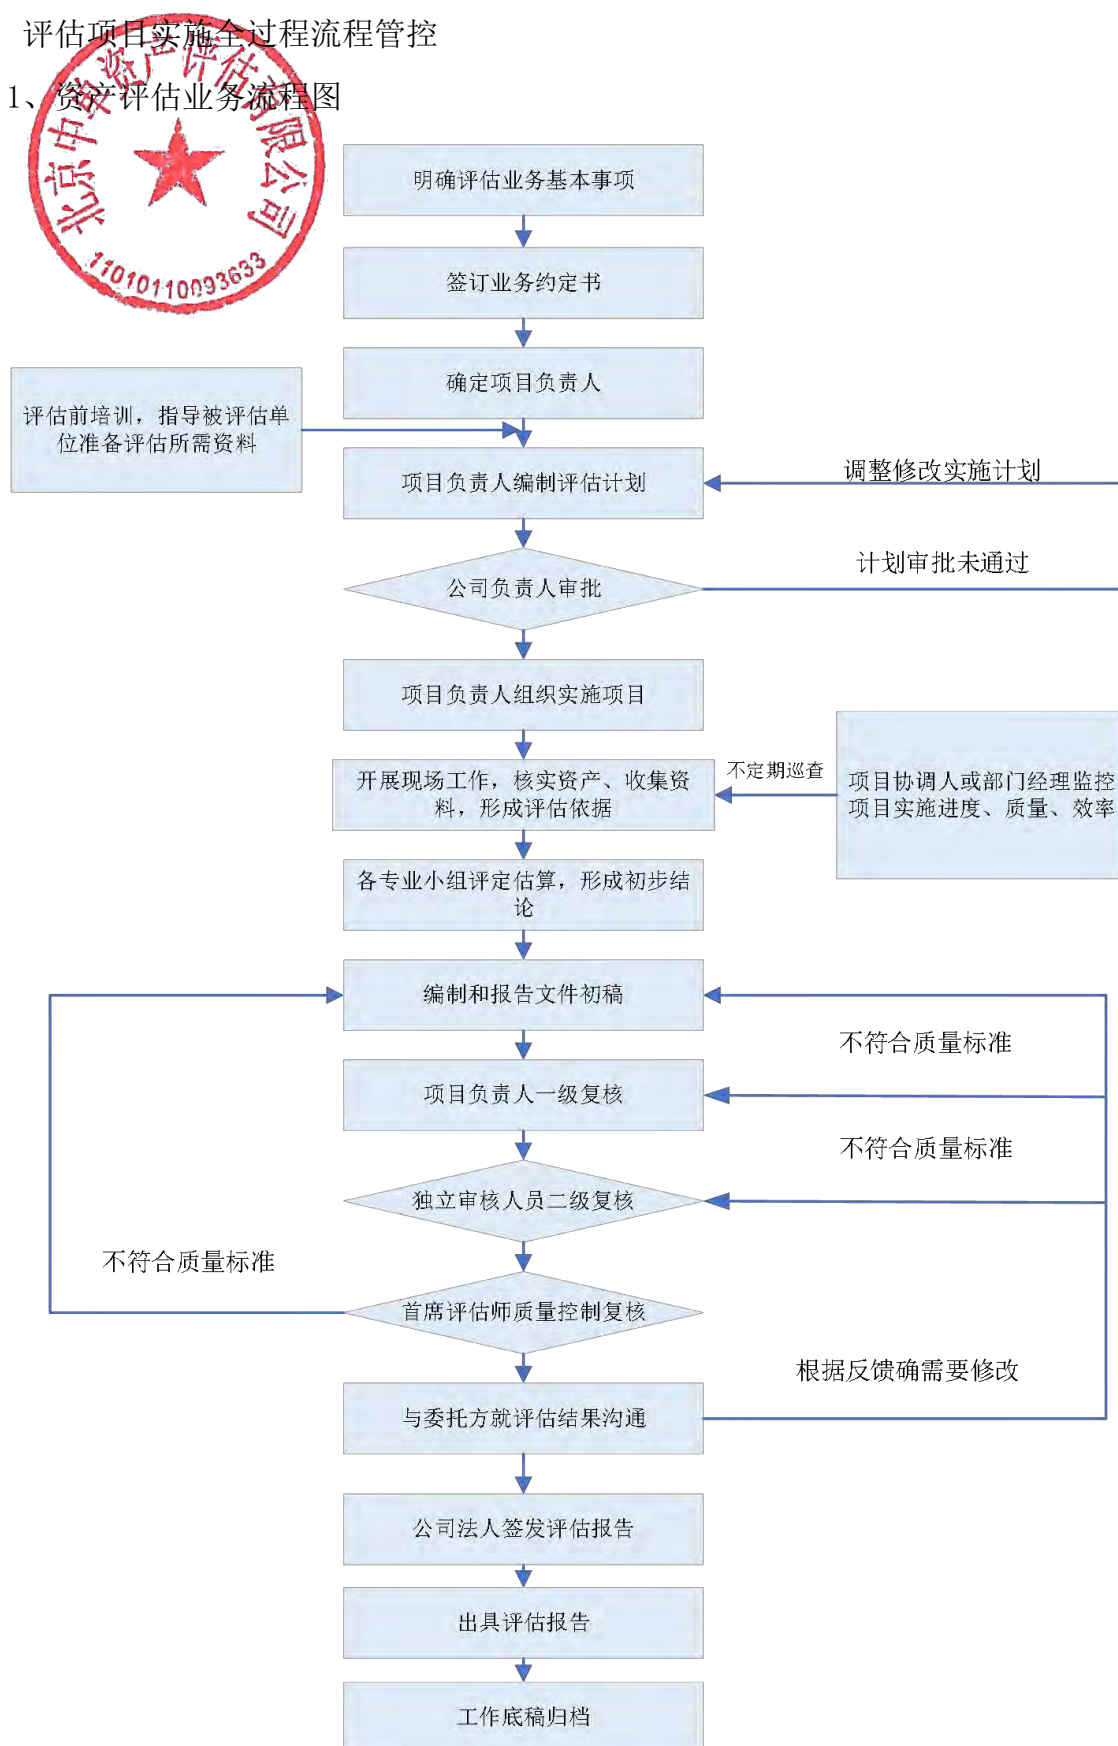 评估项目实施全过程流程管控
1、资产评估业务流程图
北京中单资产评估有限公司
11010110093633
明确评估业务基本事项
签订业务约定书
确定项目负责人
评估前培训，指导被评估单
位准备评估所需资料
项目负责人编制评估计划
调整修改实施计划
公司负责人审批
计划审批未通过
项目负责人组织实施项目
开展现场工作，核实资产、收集资
料，形成评估依据
不定期巡查
项目协调人或部门经理监控
项目实施进度、质量、效率
各专业小组评定估算，形成初步结
论
编制和报告文件初稿
不符合质量标准
项目负责人一级复核
不符合质量标准
独立审核人员二级复核
不符合质量标准
首席评估师质量控制复核
根据反馈确需要修改
与委托方就评估结果沟通
公司法人签发评估报告
出具评估报告
工作底稿归档